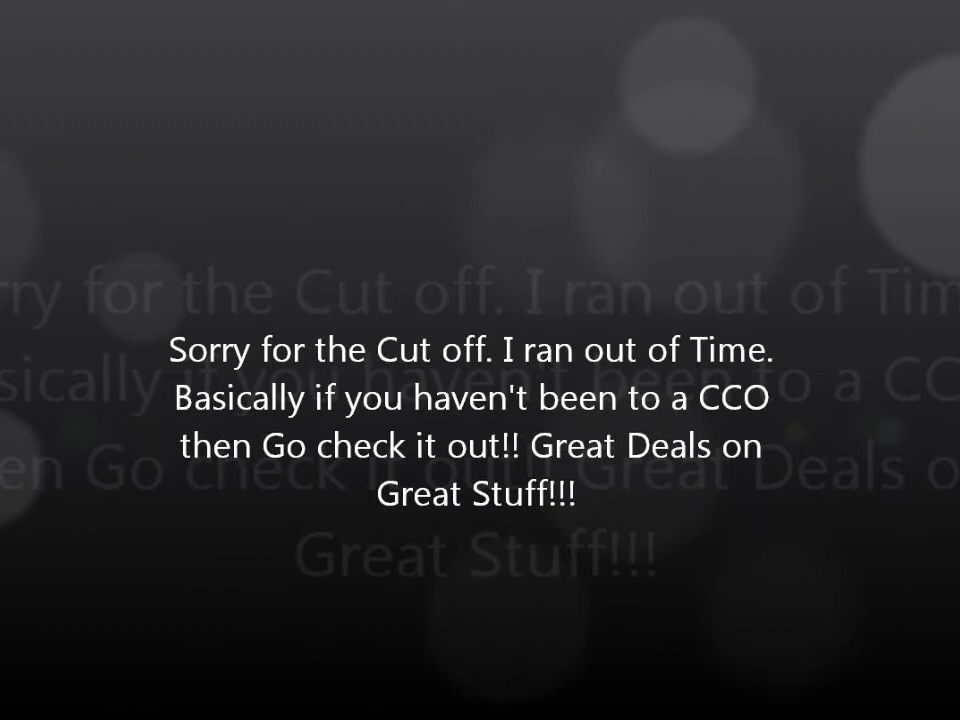 Sorry for the Cut off. I ran out of Time.
Basically if you haven't been to a CCO
then Go check it out!! Great Deals on
Great Stuff!!!